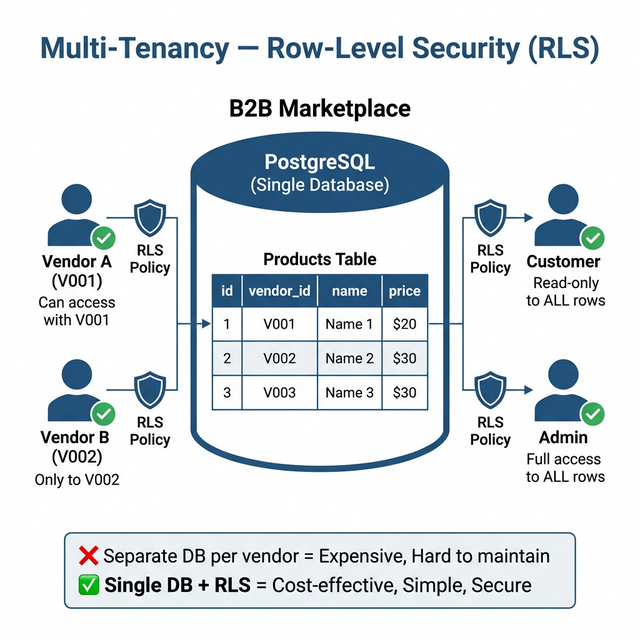 Multi-Tenancy — Row-Level Security (RLS)
B2B Marketplace
PostgreSQL
(Single Database)
Vendor A
(V001)
Can access
with V001
RLS
Policy
Vendor B
(V002)
Only to V002
RLS
Policy
Products Table
id vendor_id name price
1 V001 Name 1 $20
2 V002 Name 2 $30
3 V003 Name 3 $30
RLS
Policy
Customer
Read-only
to ALL rows
RLS
Policy
Admin
Full access
to ALL rows
❌ Separate DB per vendor = Expensive, Hard to maintain
✅ Single DB + RLS = Cost-effective, Simple, Secure